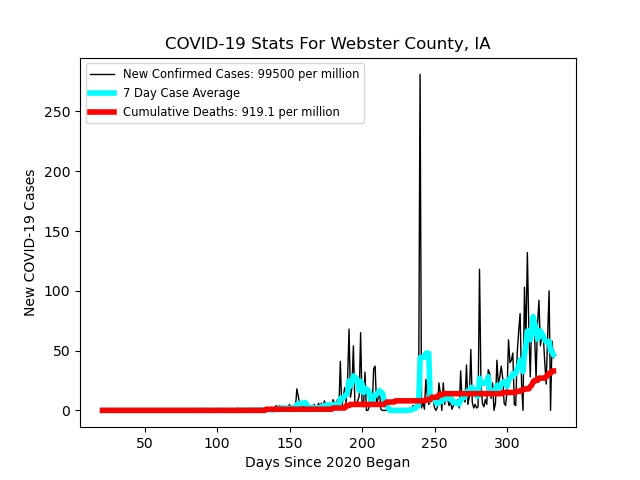 COVID-19 Stats For Webster County, IA
New Confirmed Cases: 99500 per million
7 Day Case Average
Cumulative Deaths: 919.1 per million
New COVID-19 Cases
250
200
150
100
50
0
50 100 150 200 250 300
Days Since 2020 Began